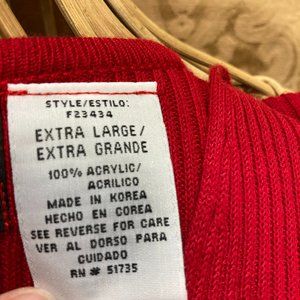 STYLE/ESTILO:
F23434
EXTRA LARGE/
EXTRA GRANDE
100% ACRYLIC/
ACRILICO
MADE IN KOREA
HECHO EN COREA
SEE REVERSE FOR CARE
VER AL DORSO PARA
CUIDADO
RN # 51735